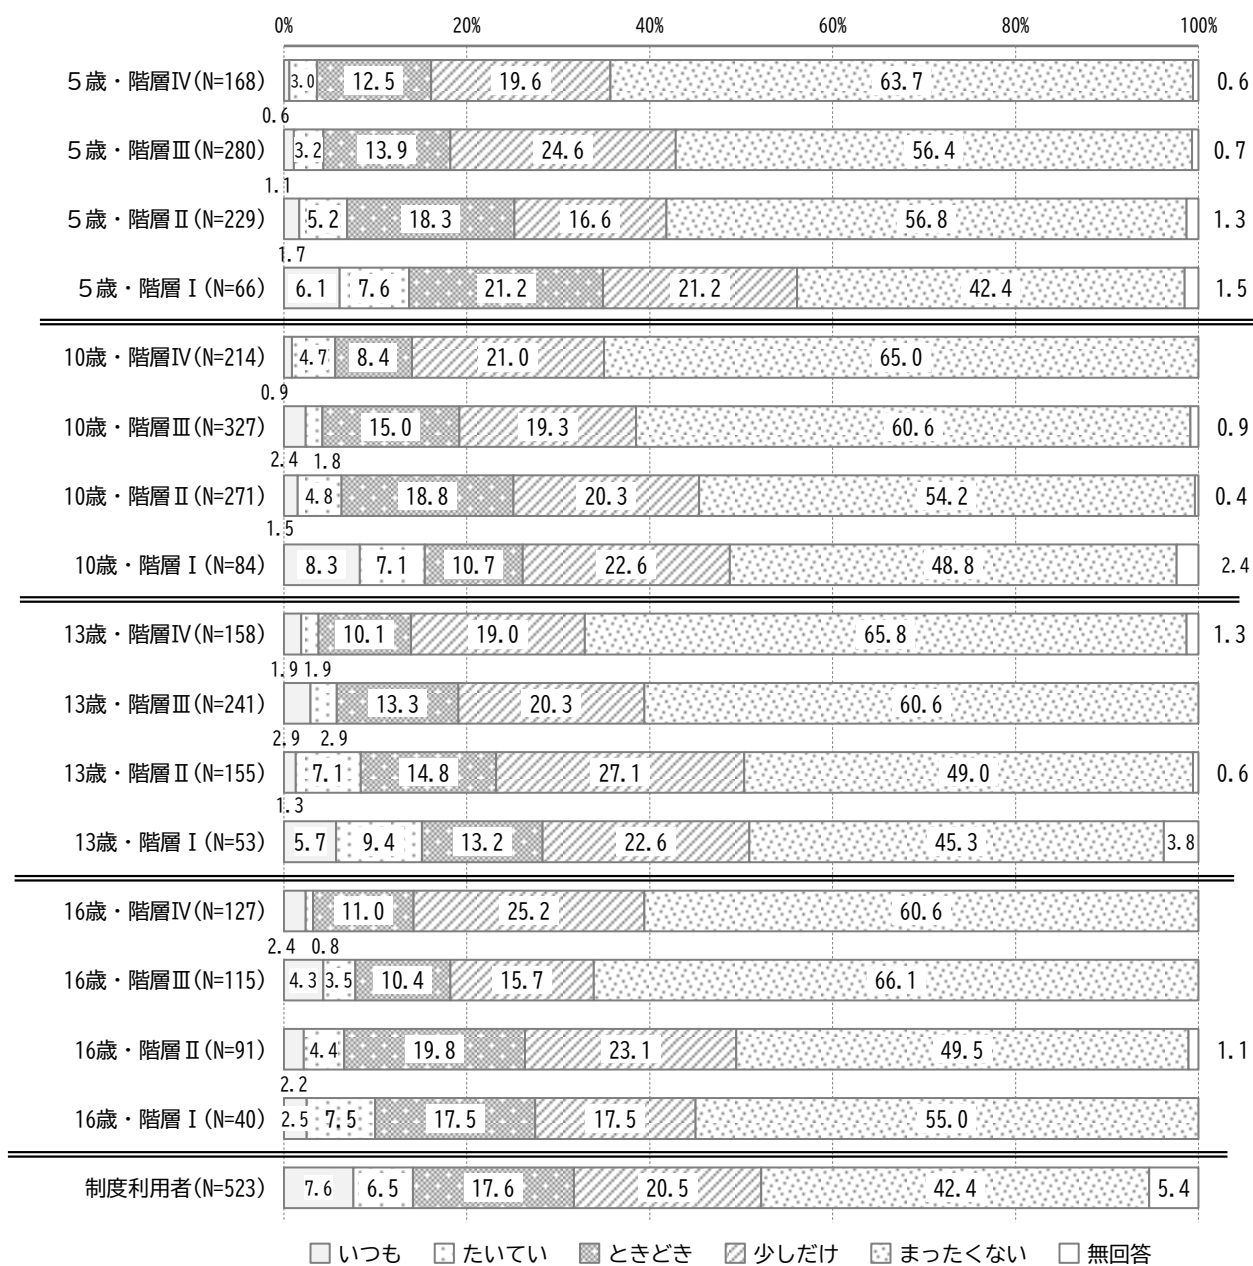 0% 20% 40% 60% 80% 100%
5歳・階層Ⅳ(N=168) 3.0 12.5 19.6 63.7 0.6
0.6
5歳・階層Ⅲ(N=280) 3.2 13.9 24.6 56.4 0.7
1.1
5歳・階層Ⅱ(N=229) 5.2 18.3 16.6 56.8 1.3
1.7
5歳・階層Ⅰ(N=66) 6.1 7.6 21.2 21.2 42.4 1.5
10歳・階層Ⅳ(N=214) 4.7 8.4 21.0 65.0
0.9
10歳・階層Ⅲ(N=327) 15.0 19.3 60.6 0.9
2.4 1.8
10歳・階層Ⅱ(N=271) 4.8 18.8 20.3 54.2 0.4
1.5
10歳・階層Ⅰ(N=84) 8.3 7.1 10.7 22.6 48.8 2.4
13歳・階層Ⅳ(N=158) 10.1 19.0 65.8 1.3
1.9 1.9
13歳・階層Ⅲ(N=241) 13.3 20.3 60.6
2.9 2.9
13歳・階層Ⅱ(N=155) 7.1 14.8 27.1 49.0 0.6
1.3
13歳・階層Ⅰ(N=53) 5.7 9.4 13.2 22.6 45.3 3.8
16歳・階層Ⅳ(N=127) 11.0 25.2 60.6
2.4 0.8
16歳・階層Ⅲ(N=115) 4.3 3.5 10.4 15.7 66.1
16歳・階層Ⅱ(N=91) 4.4 19.8 23.1 49.5 1.1
2.2
16歳・階層Ⅰ(N=40) 2.5 7.5 17.5 17.5 55.0
制度利用者(N=523) 7.6 6.5 17.6 20.5 42.4 5.4
いつも たいてい ときどき 少しだけ まったくない 無回答